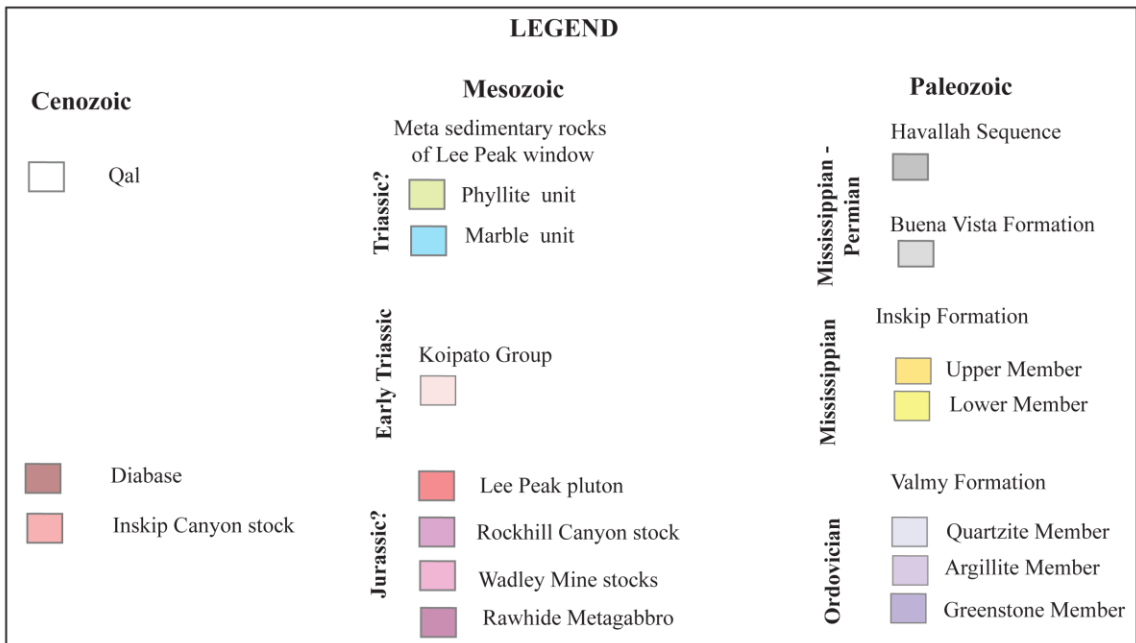 LEGEND
Cenozoic
Qal
Diabase
Inskip Canyon stock
Mesozoic
Meta sedimentary rocks
of Lee Peak window
Triassic?
Phyllite unit
Marble unit
Early Triassic
Koipato Group
Jurassic?
Lee Peak pluton
Rockhill Canyon stock
Wadley Mine stocks
Rawhide Metagabbro
Paleozoic
Mississippian -
Permian
Havallah Sequence
Buena Vista Formation
Mississippian
Inskip Formation
Upper Member
Lower Member
Ordovician
Valmy Formation
Quartzite Member
Argillite Member
Greenstone Member